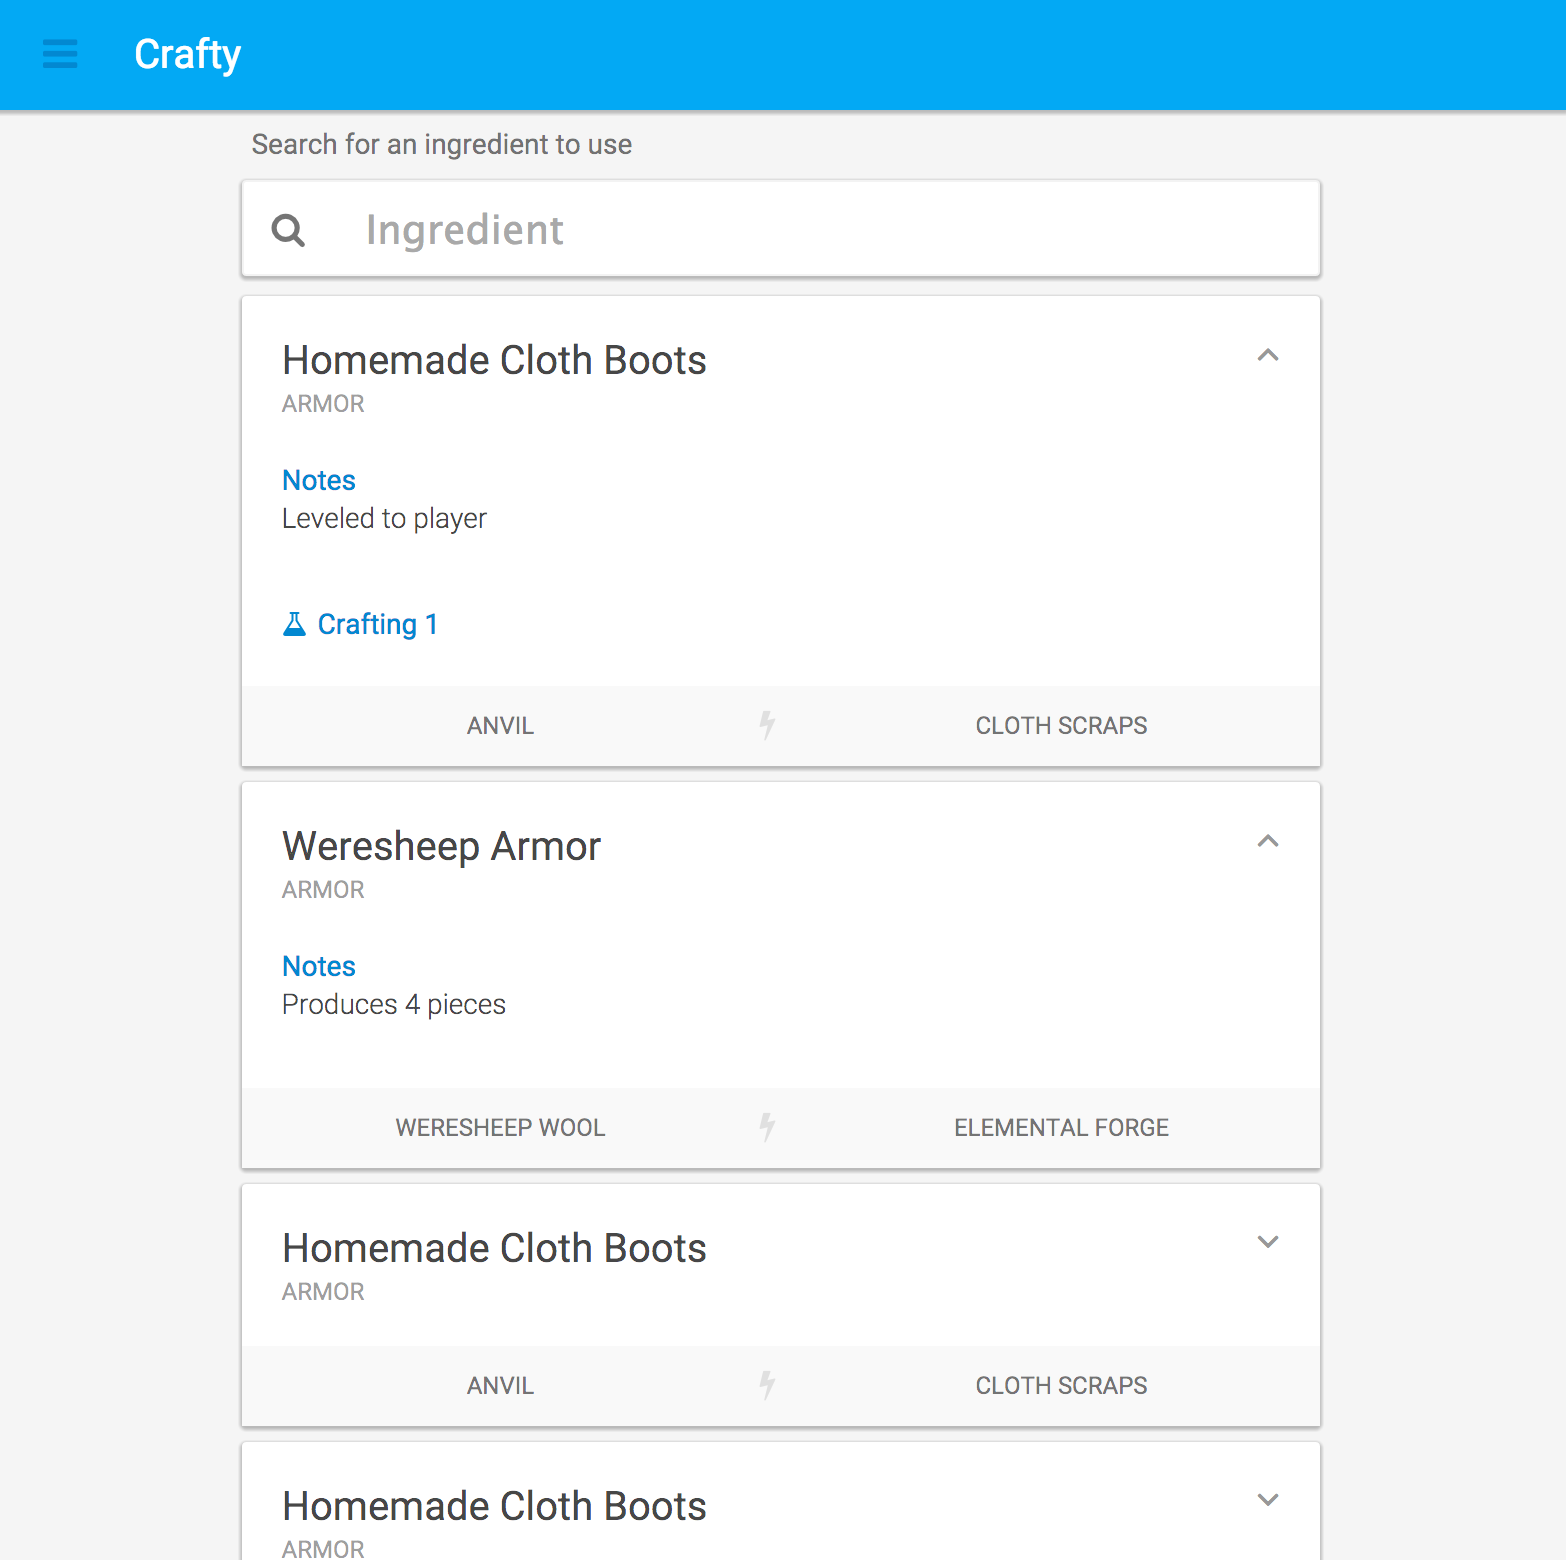 Crafty
Search for an ingredient to use
Ingredient
Homemade Cloth Boots
ARMOR
Notes
Leveled to player
Crafting 1
ANVIL CLOTH SCRAPS
Weresheep Armor
ARMOR
Notes
Produces 4 pieces
WERESHEEP WOOL ELEMENTAL FORGE
Homemade Cloth Boots
ARMOR
ANVIL CLOTH SCRAPS
Homemade Cloth Boots
ARMOR